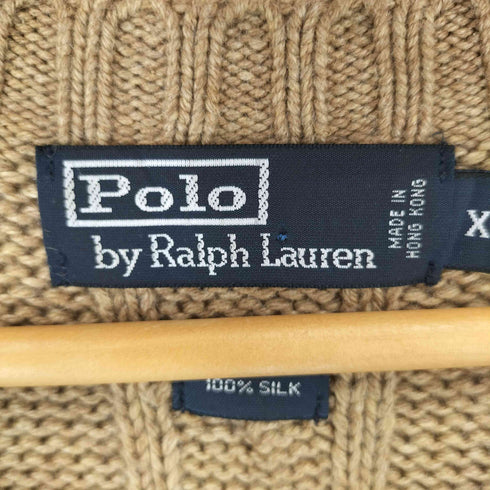 Polo
by Ralph Lauren
MADE IN
HONG KONG
X
100% SILK